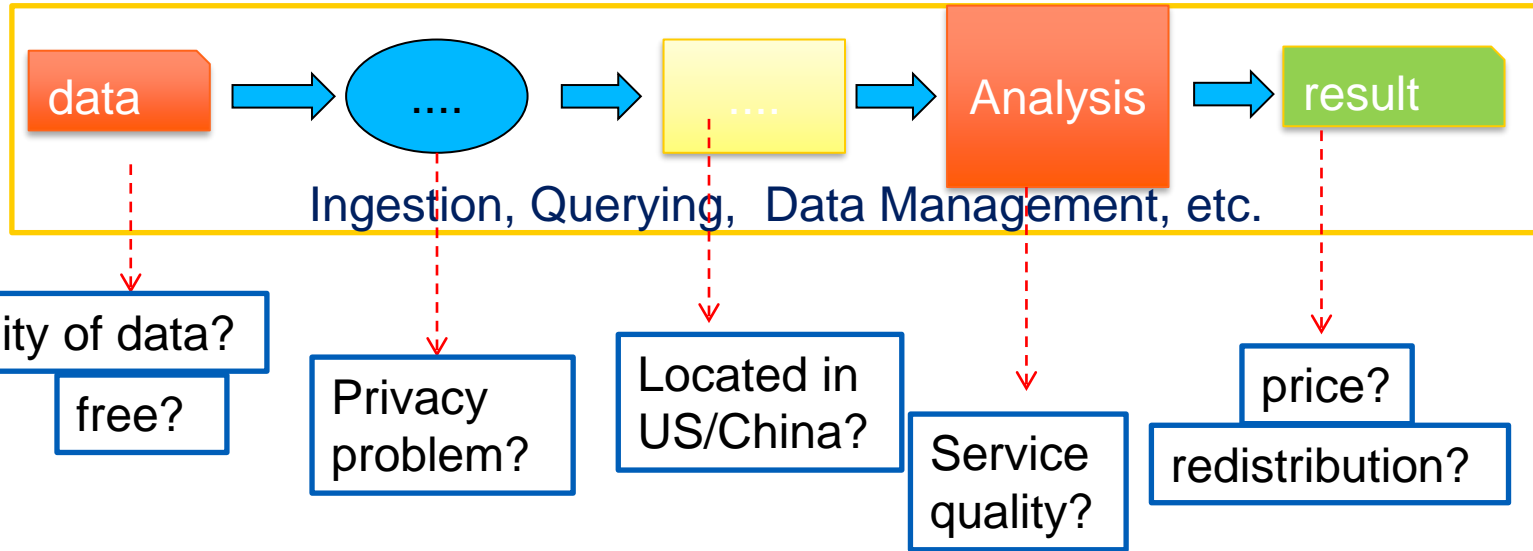 data
....
....
Analysis
result
Ingestion, Querying, Data Management, etc.
ity of data?
free?
Privacy
problem?
Located in
US/China?
Service
quality?
price?
redistribution?